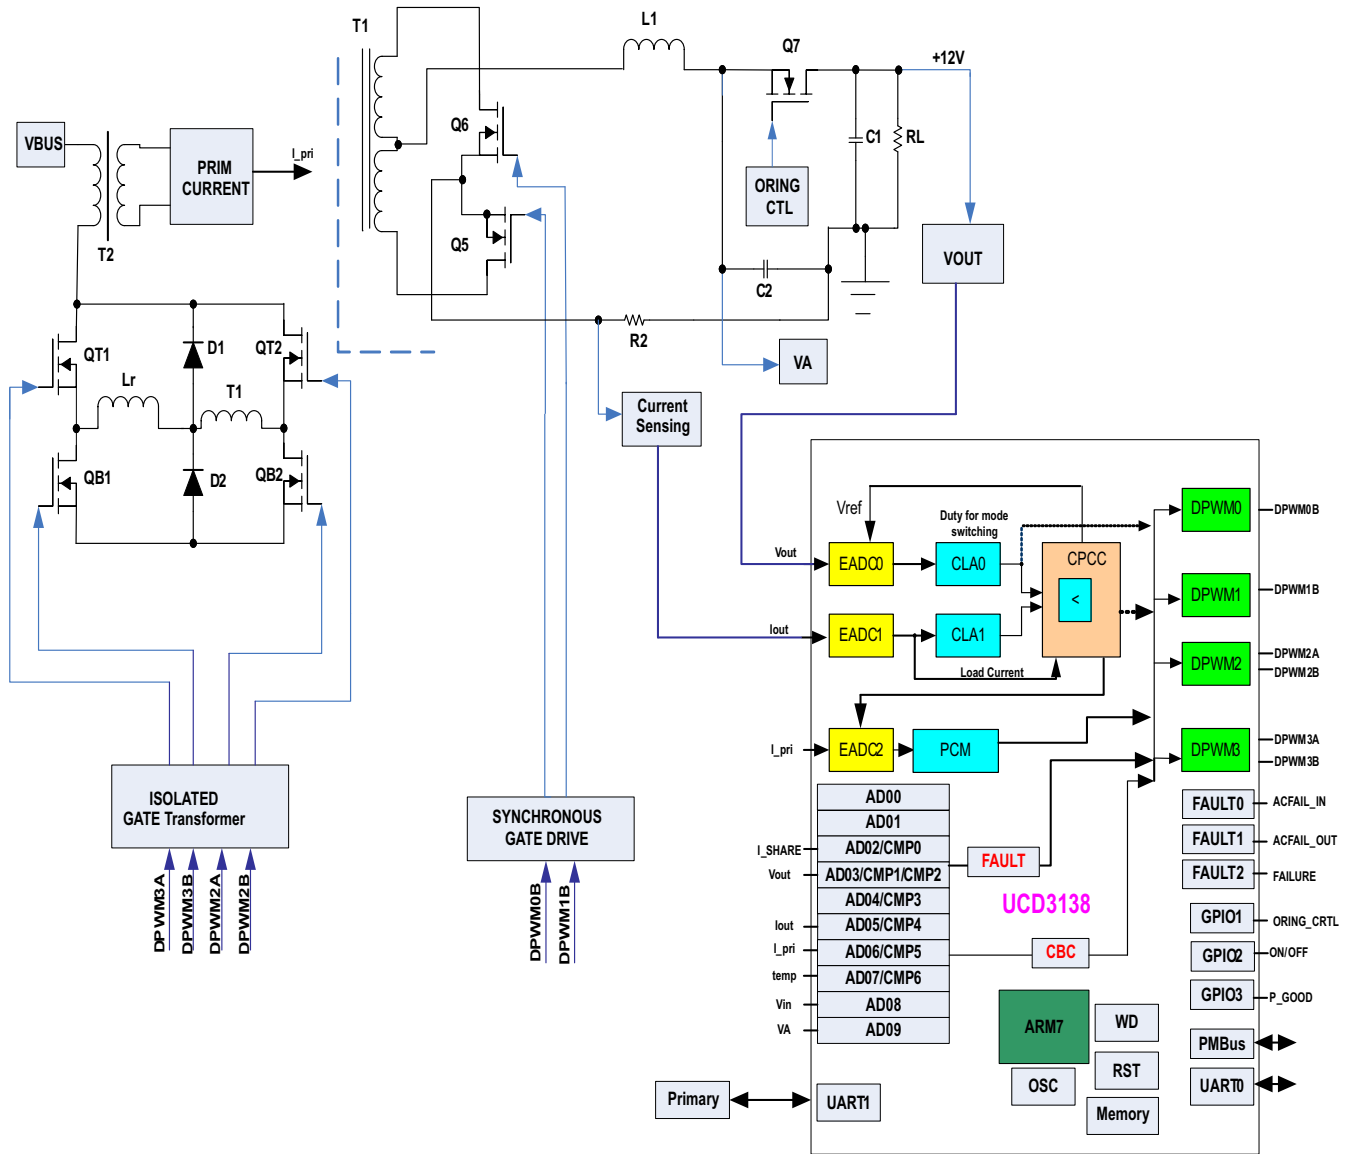 T1
L1
Q7
+12V
Q6
C1
RL
VBUS
PRIM
CURRENT
I_pri
ORING
CTL
T2
Q5
VOUT
C2
R2
VA
QT1
D1
QT2
Lr
T1
Current
Sensing
QB1
D2
QB2
Vref
Duty for mode
switching
DPWM0
DPWM0B
Vout
EADC0
CLA0
CPCC
<
DPWM1
DPWM1B
Iout
EADC1
CLA1
Load Current
DPWM2
DPWM2A
DPWM2B
I_pri
EADC2
PCM
DPWM3
DPWM3A
DPWM3B
ISOLATED
GATE Transformer
SYNCHRONOUS
GATE DRIVE
DPWM3A
DPWM3B
DPWM2A
DPWM2B
DPWM0B
DPWM1B
AD00
AD01
I_SHARE
AD02/CMP0
Vout
AD03/CMP1/CMP2
AD04/CMP3
Iout
AD05/CMP4
I_pri
AD06/CMP5
temp
AD07/CMP6
Vin
AD08
VA
AD09
FAULT
UCD3138
CBC
FAULT0
ACFAIL_IN
FAULT1
ACFAIL_OUT
FAULT2
FAILURE
GPIO1
ORING_CRTL
GPIO2
ON/OFF
GPIO3
P_GOOD
ARM7
WD
PMBus
RST
OSC
UART0
Memory
Primary
UART1